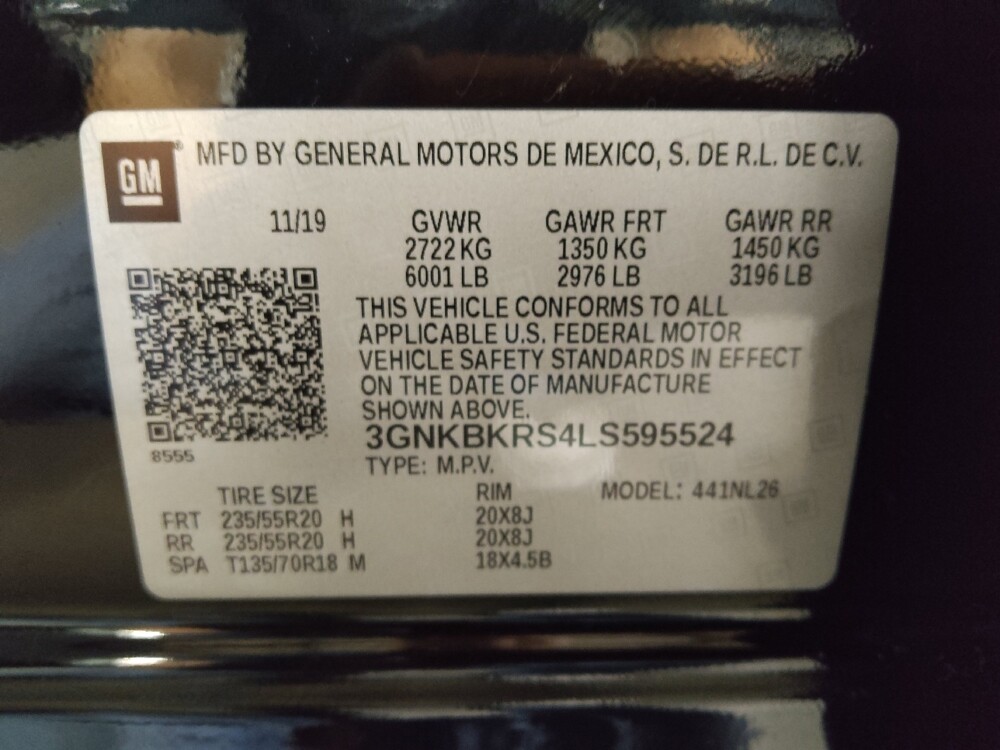 GM ® MFD BY GENERAL MOTORS DE MEXICO, S. DE R.L. DE C.V.
11/19 GVWR GAWR FRT GAWR RR
2722 KG 1350 KG 1450 KG
6001 LB 2976 LB 3196 LB
THIS VEHICLE CONFORMS TO ALL
APPLICABLE U.S. FEDERAL MOTOR
VEHICLE SAFETY STANDARDS IN EFFECT
ON THE DATE OF MANUFACTURE
SHOWN ABOVE.
3GNKBKRS4LS595524
8555
TYPE: M.P.V.
TIRE SIZE RIM MODEL: 441NL26
FRT 235/55R20 H 20X8J
RR 235/55R20 H 20X8J
SPA T135/70R18 M 18X4.5B